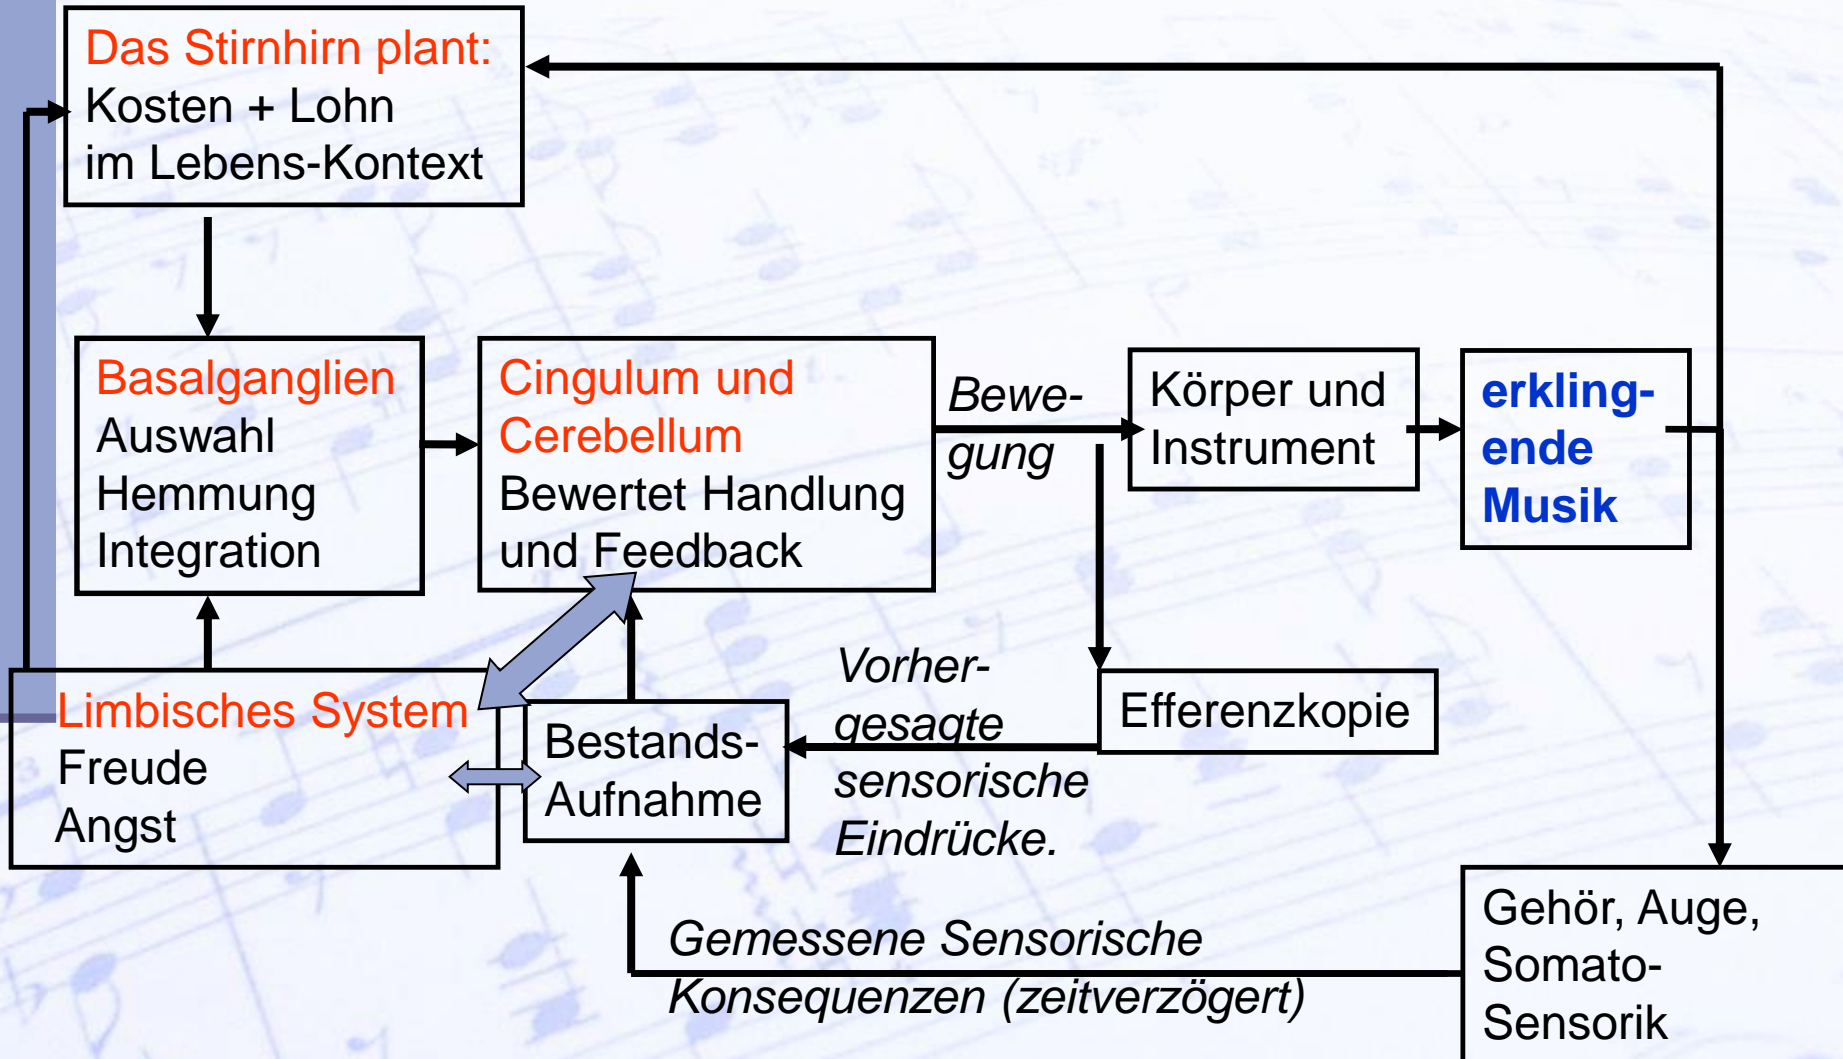 Das Stirnhirn plant:
Kosten + Lohn
im Lebens-Kontext
Basalganglien
Auswahl
Hemmung
Integration
Cingulum und
Cerebellum
Bewertet Handlung
und Feedback
Bewe-
gung
Körper und
Instrument
erkling-
ende
Musik
Limbisches System
Freude
Angst
Bestands-
Aufnahme
Vorher-
gesagte
sensorische
Eindrücke.
Efferenzkopie
Gemessene Sensorische
Konsequenzen (zeitverzögert)
Gehör, Auge,
Somato-
Sensorik